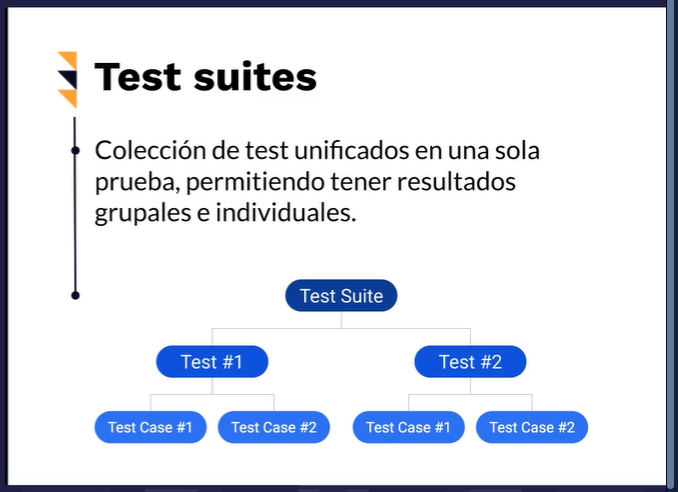 Test suites
Colección de test unificados en una sola
prueba, permitiendo tener resultados
grupales e individuales.
Test Suite
Test #1
Test #2
Test Case #1
Test Case #2
Test Case #1
Test Case #2